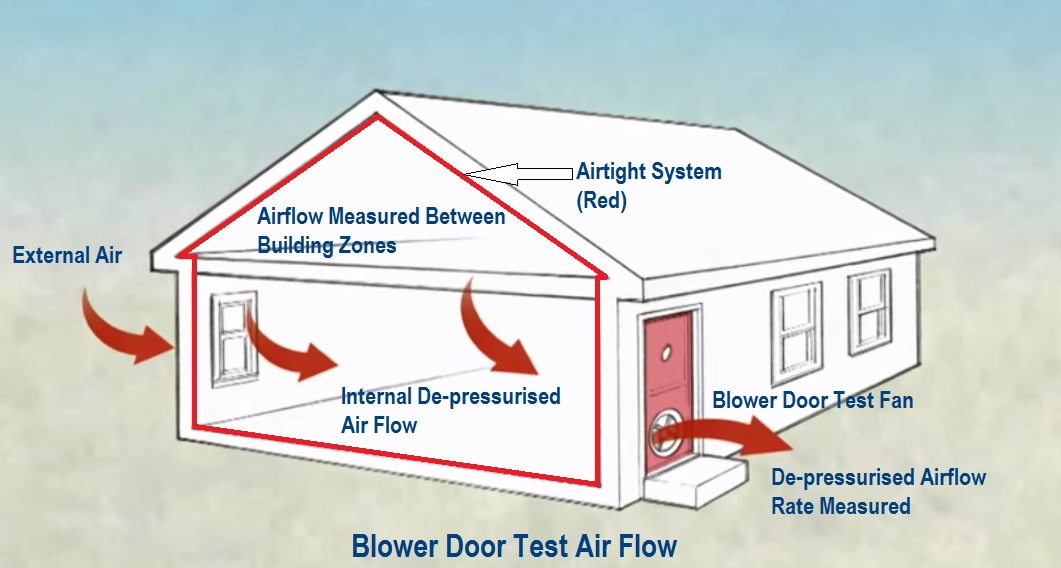 Airtight System
(Red)
Airflow Measured Between
Building Zones
External Air
Internal De-pressurised
Air Flow
Blower Door Test Fan
De-pressurised Airflow
Rate Measured
Blower Door Test Air Flow